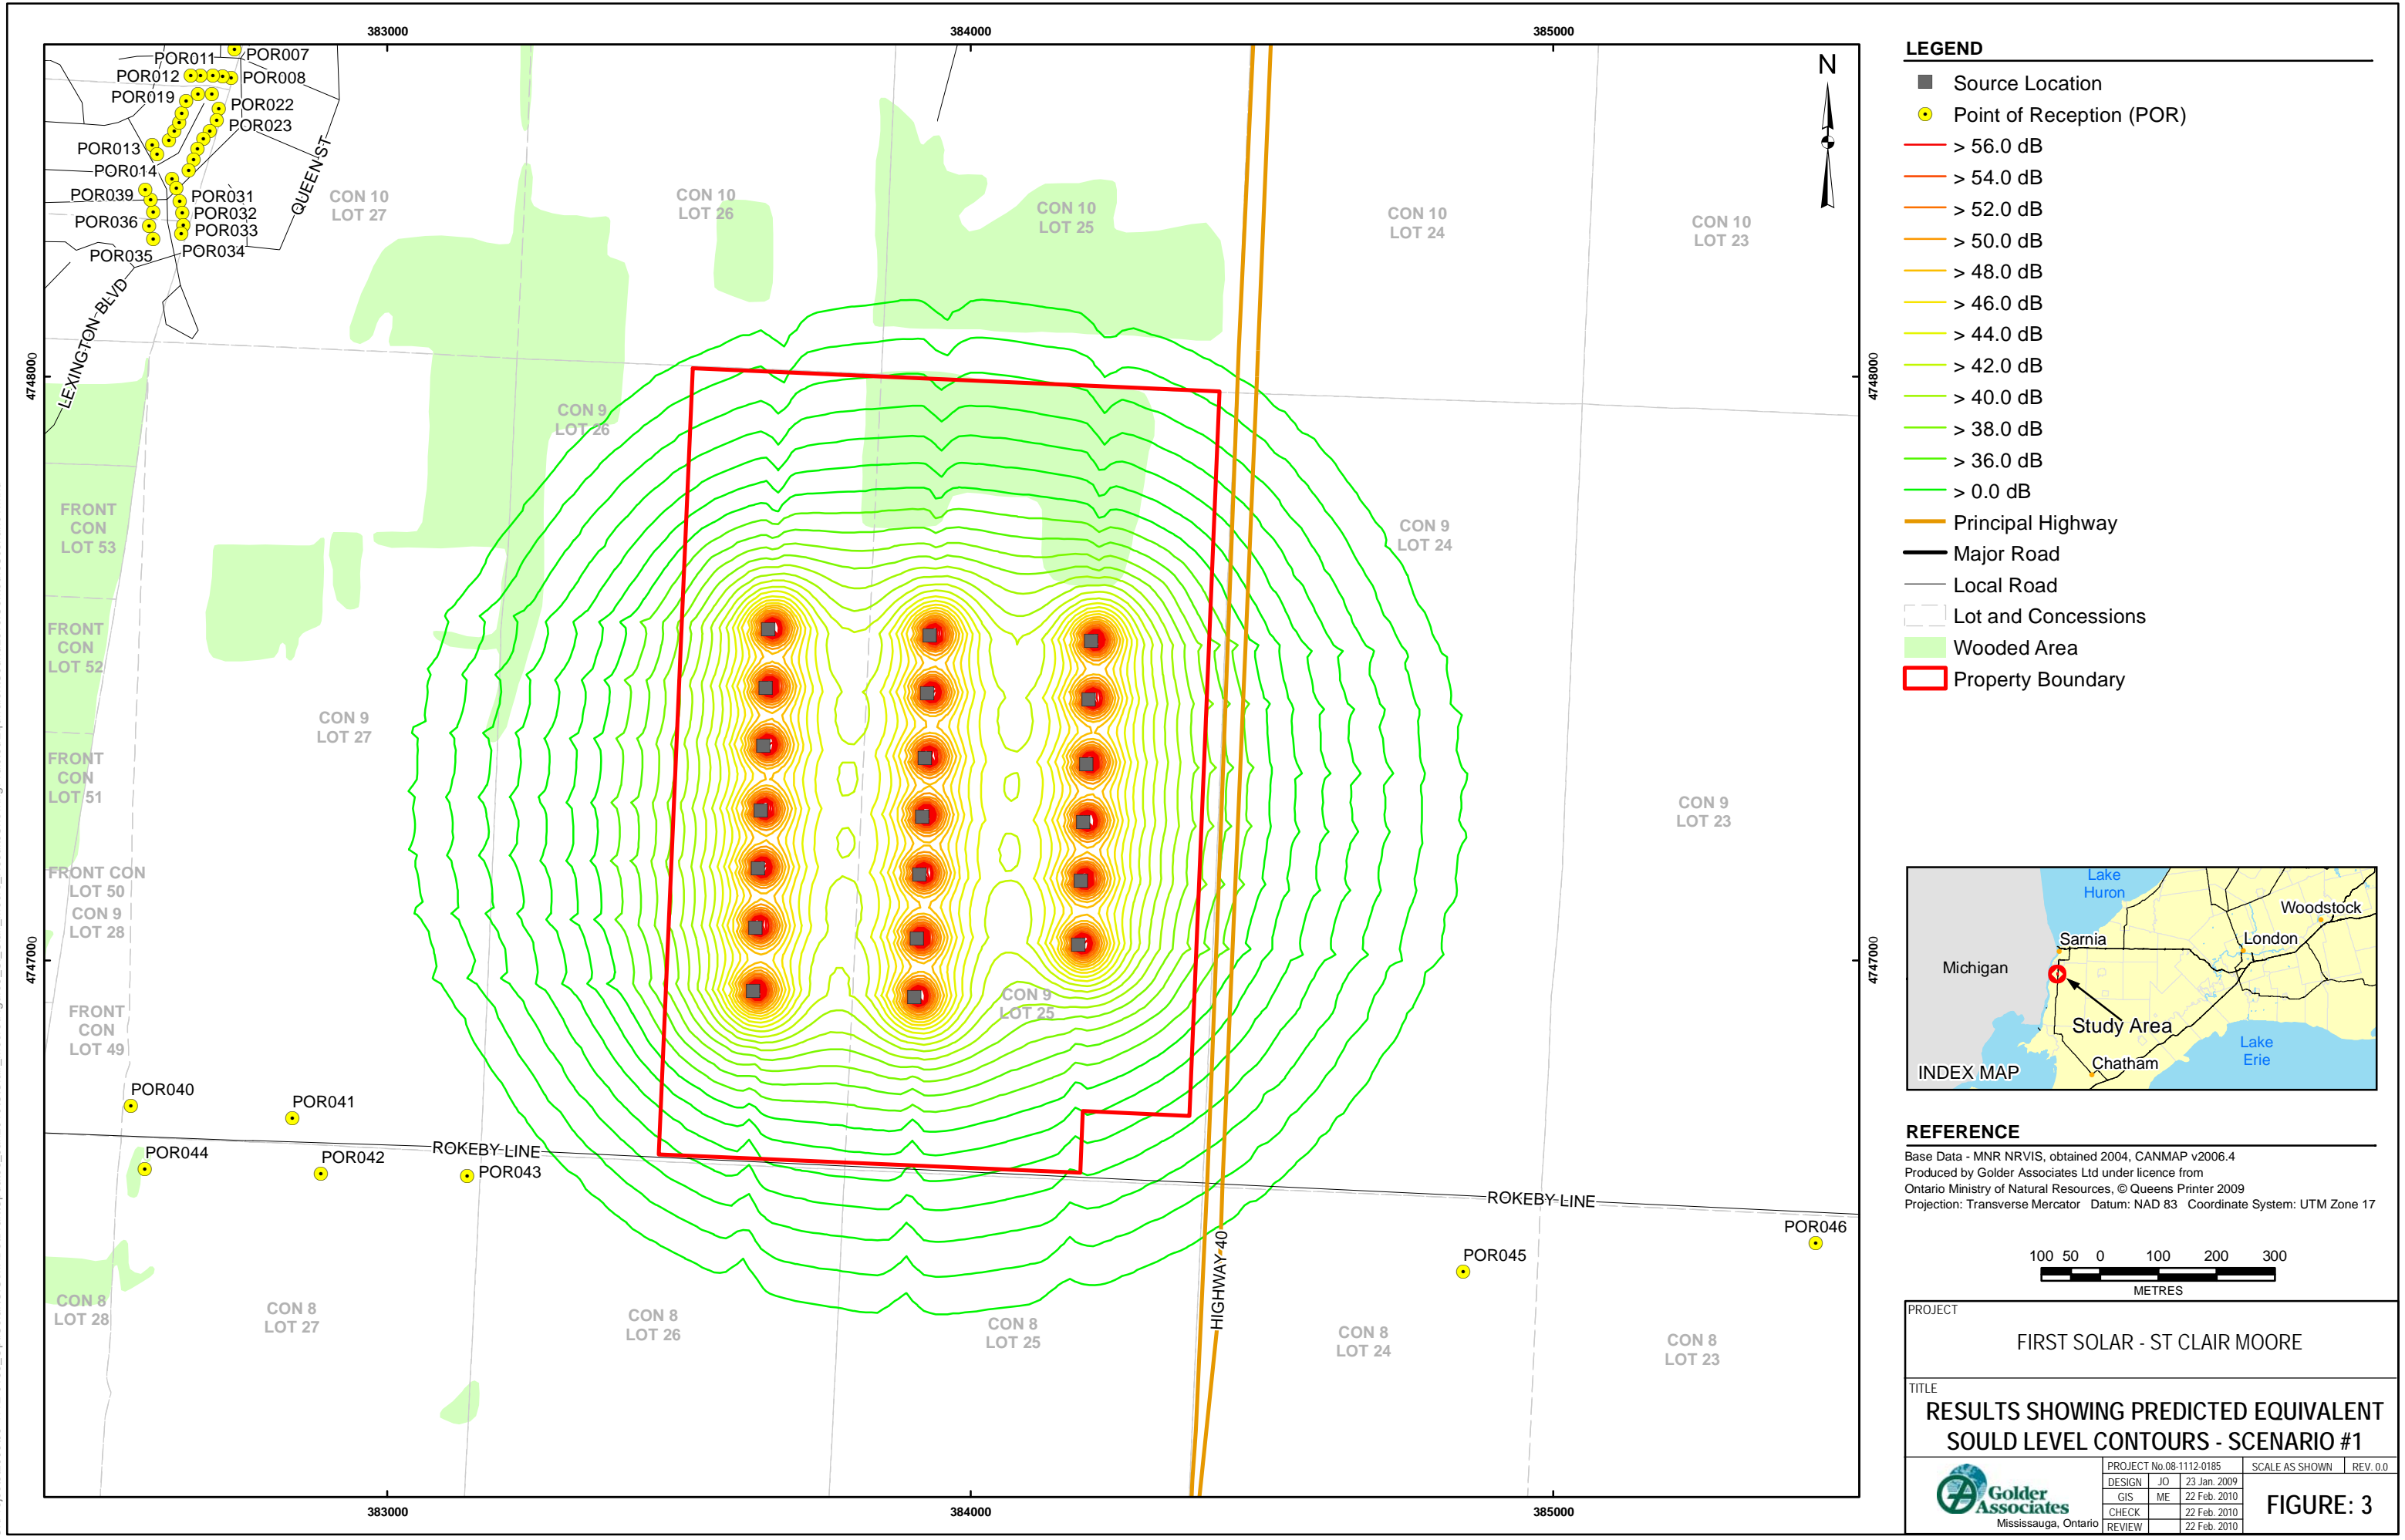 383000
384000
385000
POR007
POR011
POR012
POR008
POR019
POR022
POR023
POR013
POR014
POR039
POR031
POR032
POR036
POR033
POR035
POR034
QUEEN ST
LEXINGTON BLVD
N
CON 10
LOT 27
CON 10
LOT 26
CON 10
LOT 25
CON 10
LOT 24
CON 10
LOT 23
4748000
4748000
CON 9
LOT 26
FRONT
CON
LOT 53
CON 9
LOT 24
FRONT
CON
LOT 52
CON 9
LOT 27
FRONT
CON
LOT 51
CON 9
LOT 23
FRONT CON
LOT 50
CON 9
LOT 28
4747000
4747000
CON 9
LOT 25
FRONT
CON
LOT 49
POR040
POR041
POR044
POR042
POR043
ROKEBY LINE
ROKEBY LINE
POR046
POR045
HIGHWAY 40
CON 8
LOT 28
CON 8
LOT 27
CON 8
LOT 26
CON 8
LOT 25
CON 8
LOT 24
CON 8
LOT 23
383000
384000
385000
LEGEND
Source Location
Point of Reception (POR)
> 56.0 dB
> 54.0 dB
> 52.0 dB
> 50.0 dB
> 48.0 dB
> 46.0 dB
> 44.0 dB
> 42.0 dB
> 40.0 dB
> 38.0 dB
> 36.0 dB
> 0.0 dB
Principal Highway
Major Road
Local Road
Lot and Concessions
Wooded Area
Property Boundary
Lake
Huron
Woodstock
Sarnia
London
Michigan
Study Area
Lake
Erie
Chatham
INDEX MAP
REFERENCE
Base Data - MNR NRVIS, obtained 2004, CANMAP v2006.4
Produced by Golder Associates Ltd under licence from
Ontario Ministry of Natural Resources, © Queens Printer 2009
Projection: Transverse Mercator Datum: NAD 83 Coordinate System: UTM Zone 17
100 50 0 100 200 300
METRES
PROJECT
FIRST SOLAR - ST CLAIR MOORE
TITLE
RESULTS SHOWING PREDICTED EQUIVALENT
SOULD LEVEL CONTOURS - SCENARIO #1
Golder
Associates
Mississauga, Ontario
PROJECT No.08-1112-0185 SCALE AS SHOWN REV. 0.0
DESIGN JO 23 Jan. 2009
GIS ME 22 Feb. 2010
CHECK 22 Feb. 2010
REVIEW 22 Feb. 2010
FIGURE: 3